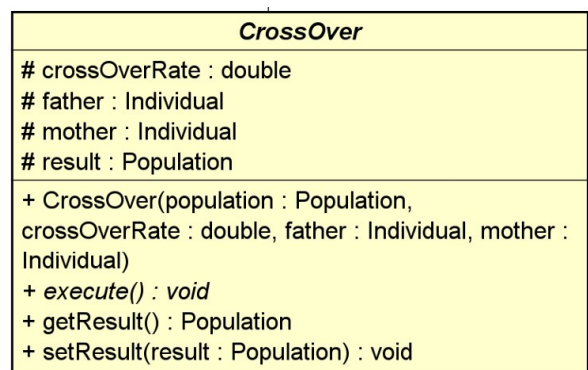 CrossOver
# crossOverRate : double
# father : Individual
# mother : Individual
# result : Population
+ CrossOver(population : Population,
crossOverRate : double, father : Individual, mother :
Individual)
+ execute() : void
+ getResult() : Population
+ setResult(result : Population) : void